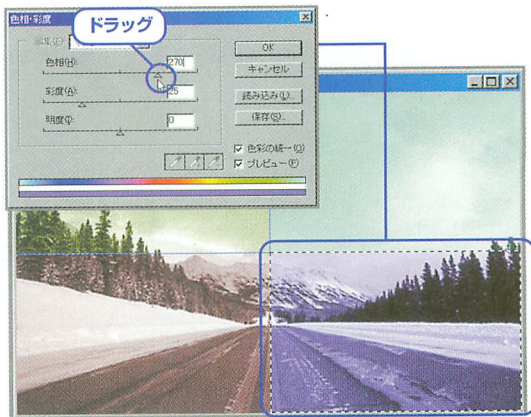 色相・彩度
ドラッグ
編集(E)
色相(H):
270
彩度(A):
25
明度(I):
0
OK
キャンセル
読み込み(L)...
保存(S)...
色彩の統一(O)
プレビュー(P)